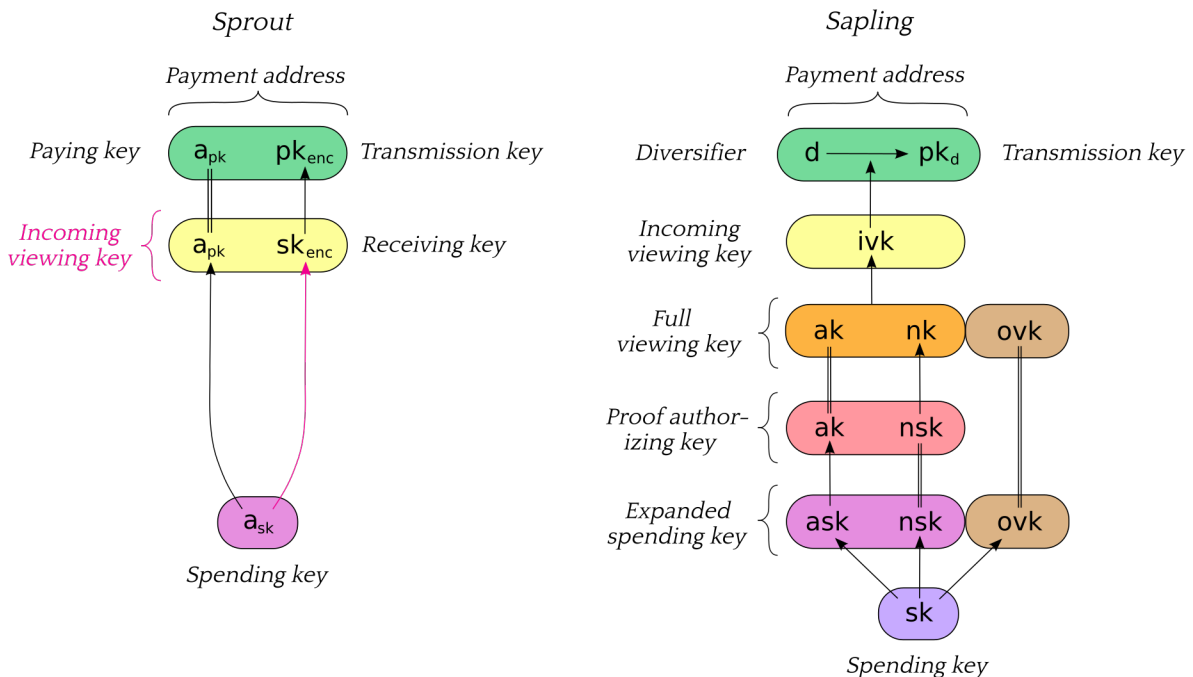 Sprout
Payment address
Paying key
a_pk
pk_enc
Transmission key
Incoming
viewing key
a_pk
sk_enc
Receiving key
a_sk
Spending key
Sapling
Payment address
Diversifier
d
pk_d
Transmission key
Incoming
viewing key
ivk
Full
viewing key
ak
nk
ovk
Proof author-
izing key
ak
nsk
Expanded
spending key
ask
nsk
ovk
sk
Spending key